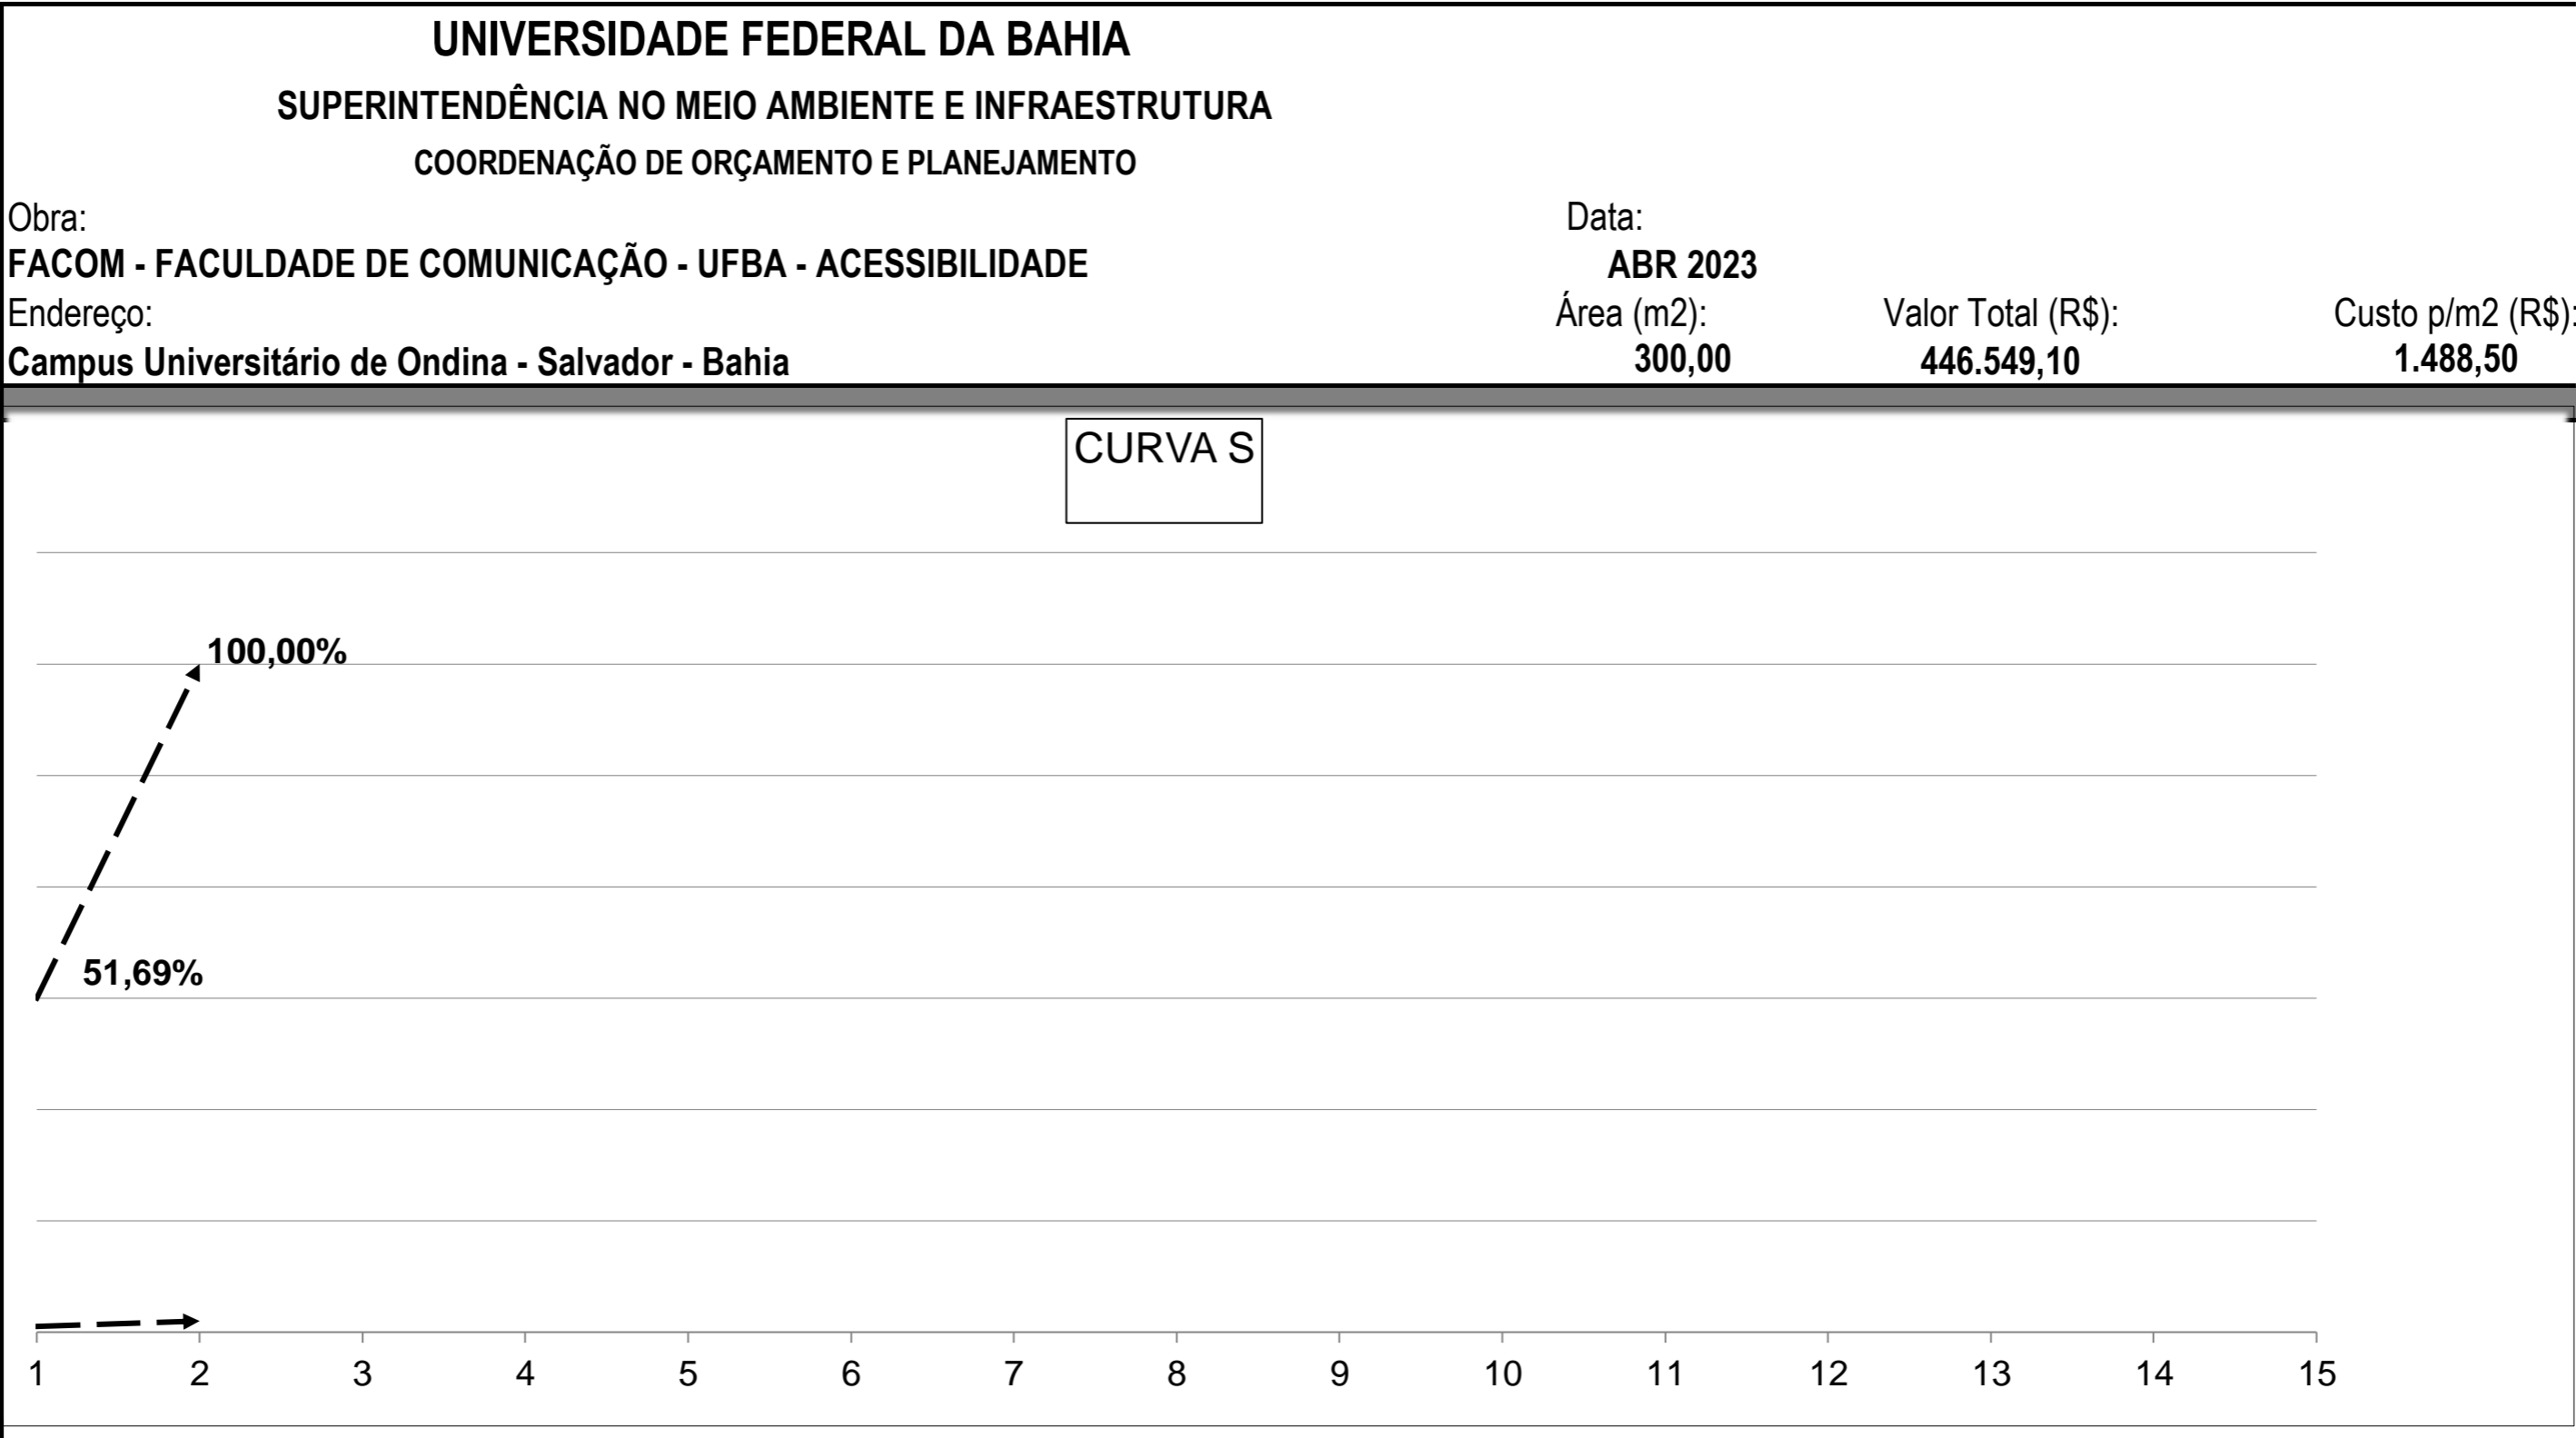 UNIVERSIDADE FEDERAL DA BAHIA
SUPERINTENDÊNCIA NO MEIO AMBIENTE E INFRAESTRUTURA
COORDENAÇÃO DE ORÇAMENTO E PLANEJAMENTO
Obra: Data:
FACOM - FACULDADE DE COMUNICAÇÃO - UFBA - ACESSIBILIDADE ABR 2023
Endereço: Área (m2): Valor Total (R$): Custo p/m2 (R$):
Campus Universitário de Ondina - Salvador - Bahia 300,00 446.549,10 1.488,50
CURVA S
100,00%
51,69%
1 2 3 4 5 6 7 8 9 10 11 12 13 14 15